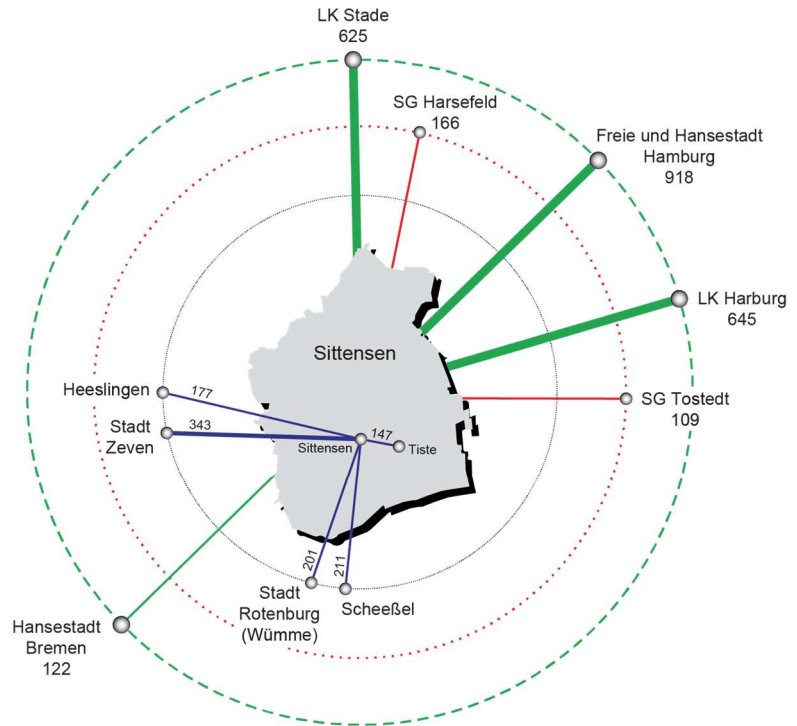 LK Stade
625
SG Harsefeld
166
Freie und Hansestadt
Hamburg
918
LK Harburg
645
Sittensen
Heeslingen
177
Stadt
Zeven
343
147
Sittensen
Tiste
SG Tostedt
109
201
211
Stadt
Rotenburg
(Wümme)
Scheeßel
Hansestadt
Bremen
122